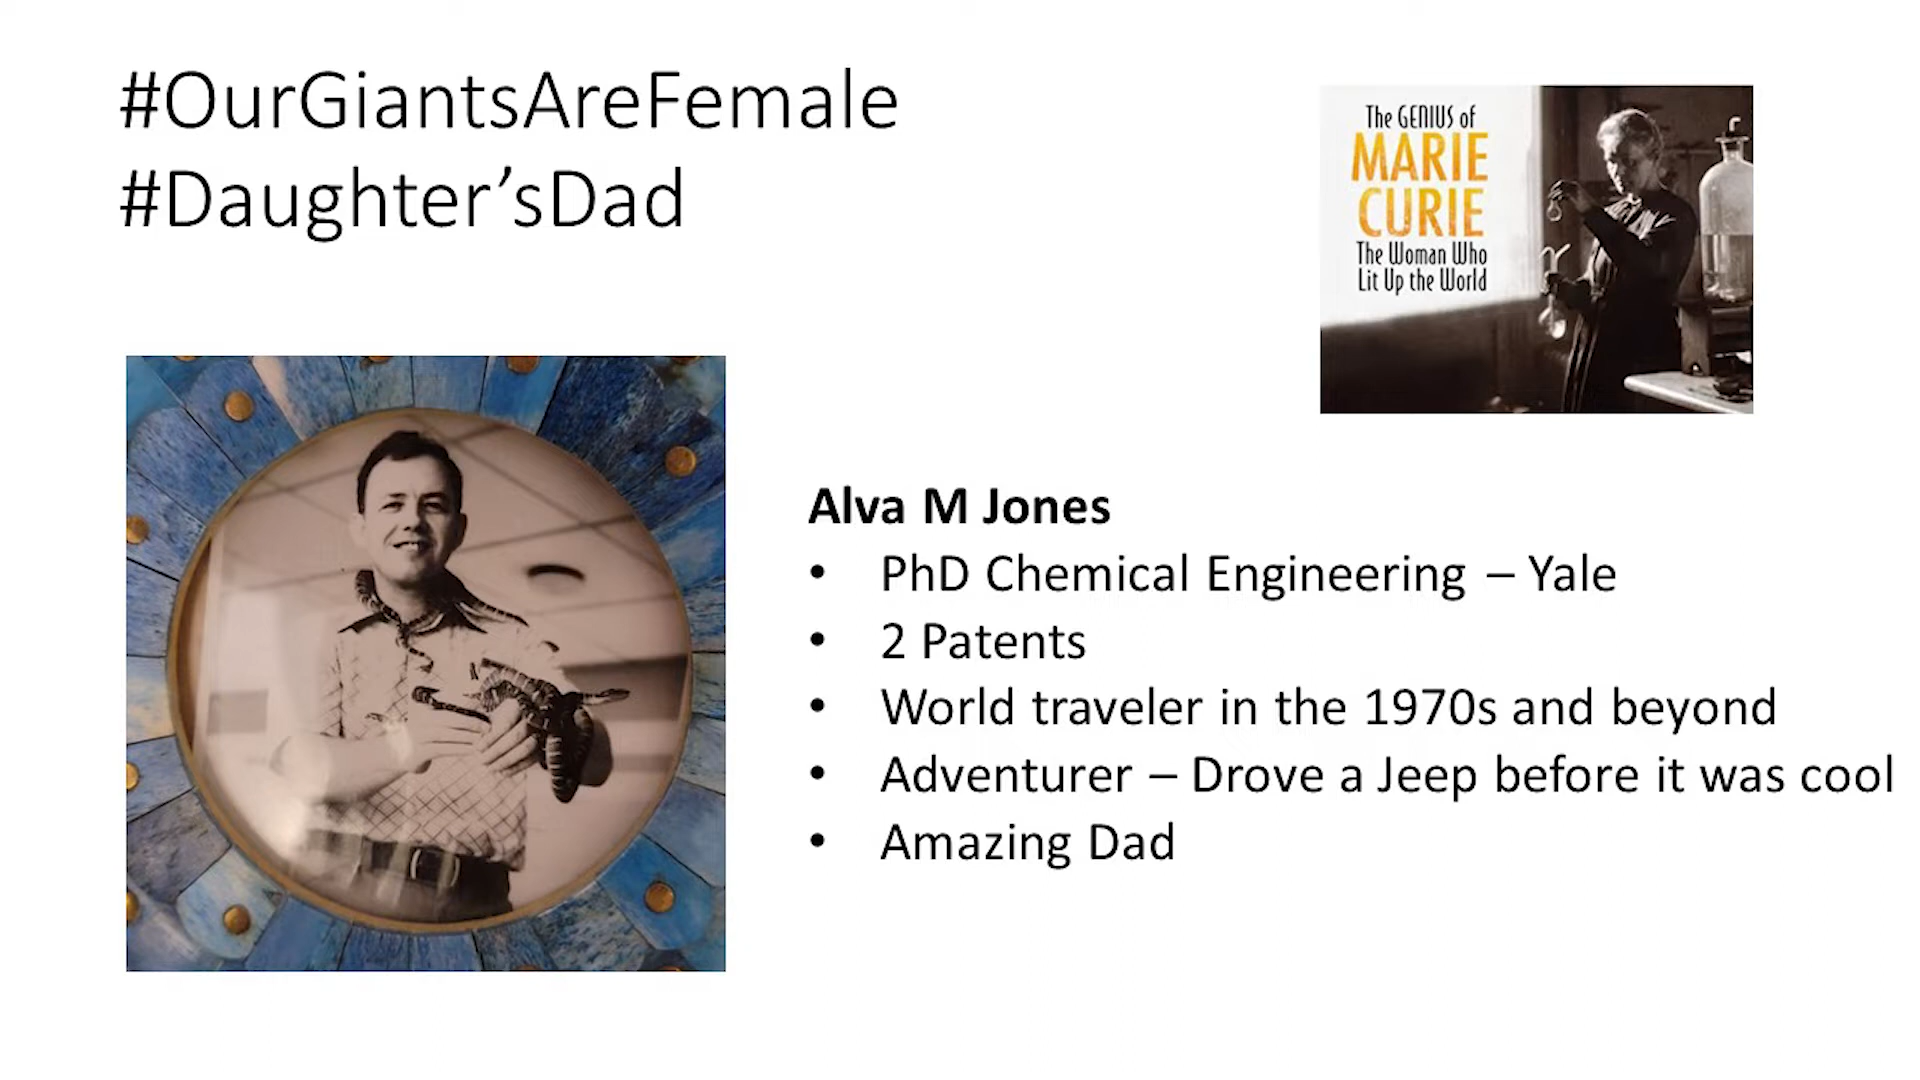 #OurGiantsAreFemale
#Daughter’sDad
The GENIUS of
MARIE
CURIE
The Woman Who
Lit Up the World
Alva M Jones
• PhD Chemical Engineering – Yale
• 2 Patents
• World traveler in the 1970s and beyond
• Adventurer – Drove a Jeep before it was cool
• Amazing Dad